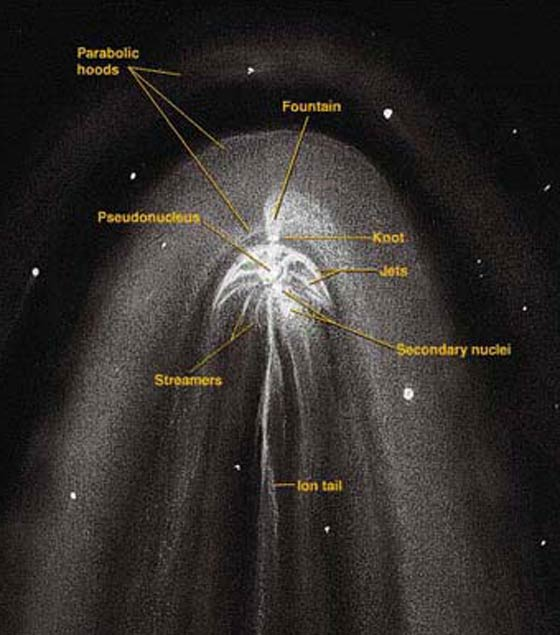 Parabolic
hoods
Fountain
Pseudonucleus
Knot
Jets
Secondary nuclei
Streamers
Ion tail